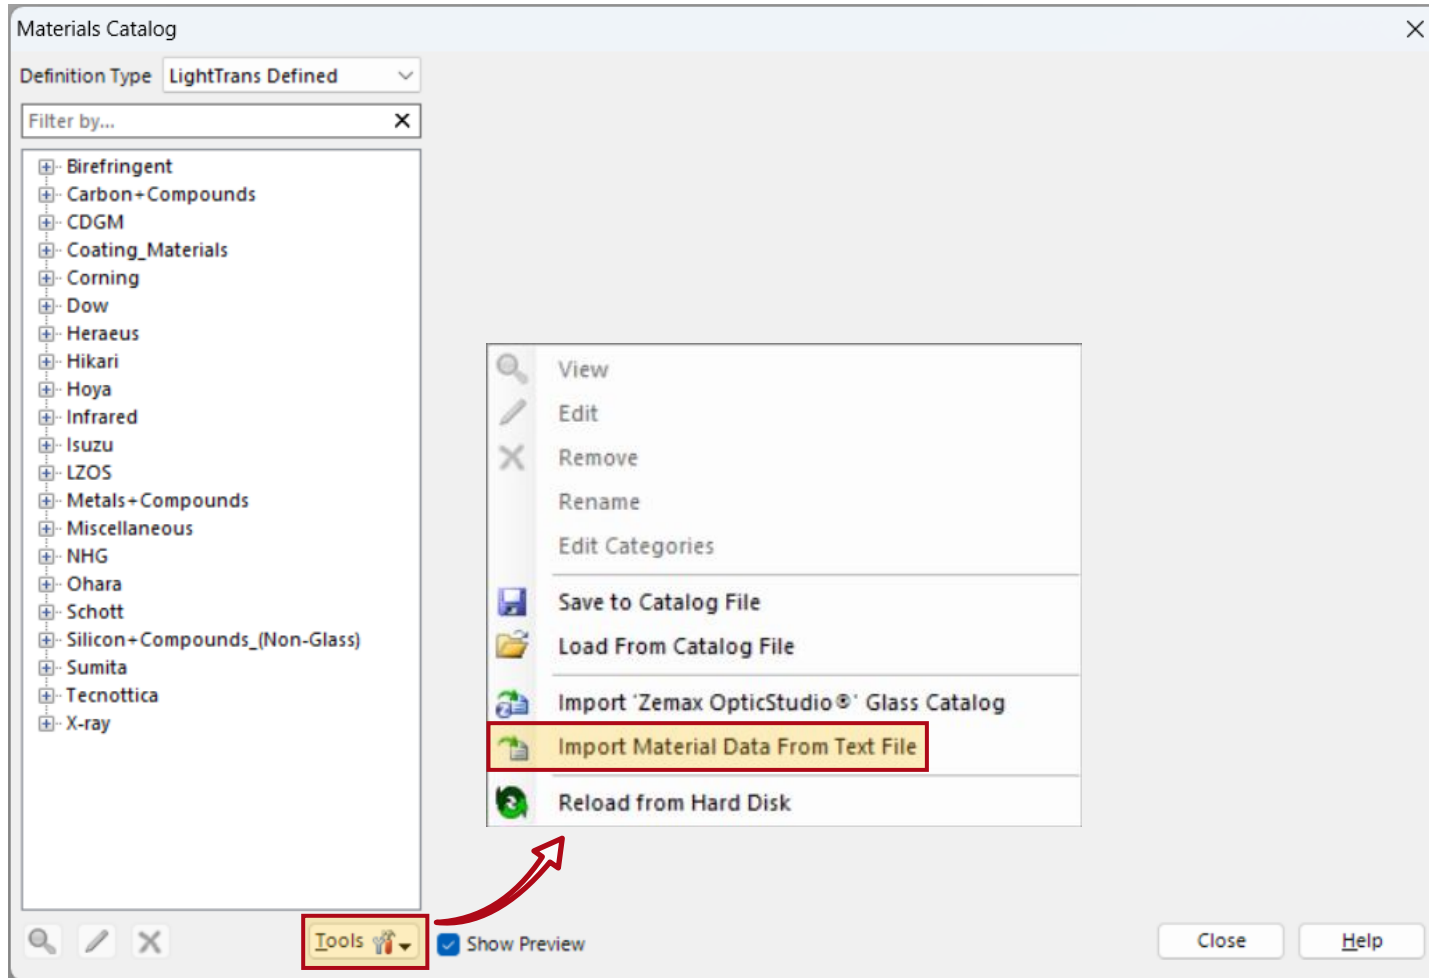 Materials Catalog
Definition Type LightTrans Defined
Filter by...
Birefringent
Carbon+Compounds
CDGM
Coating_Materials
Corning
Dow
Heraeus
Hikari
Hoya
Infrared
Isuzu
LZOS
Metals+Compounds
Miscellaneous
NHG
Ohara
Schott
Silicon+Compounds_(Non-Glass)
Sumita
Tecnottica
X-ray
View
Edit
Remove
Rename
Edit Categories
Save to Catalog File
Load From Catalog File
Import 'Zemax OpticStudio®' Glass Catalog
Import Material Data From Text File
Reload from Hard Disk
Tools
Show Preview
Close
Help